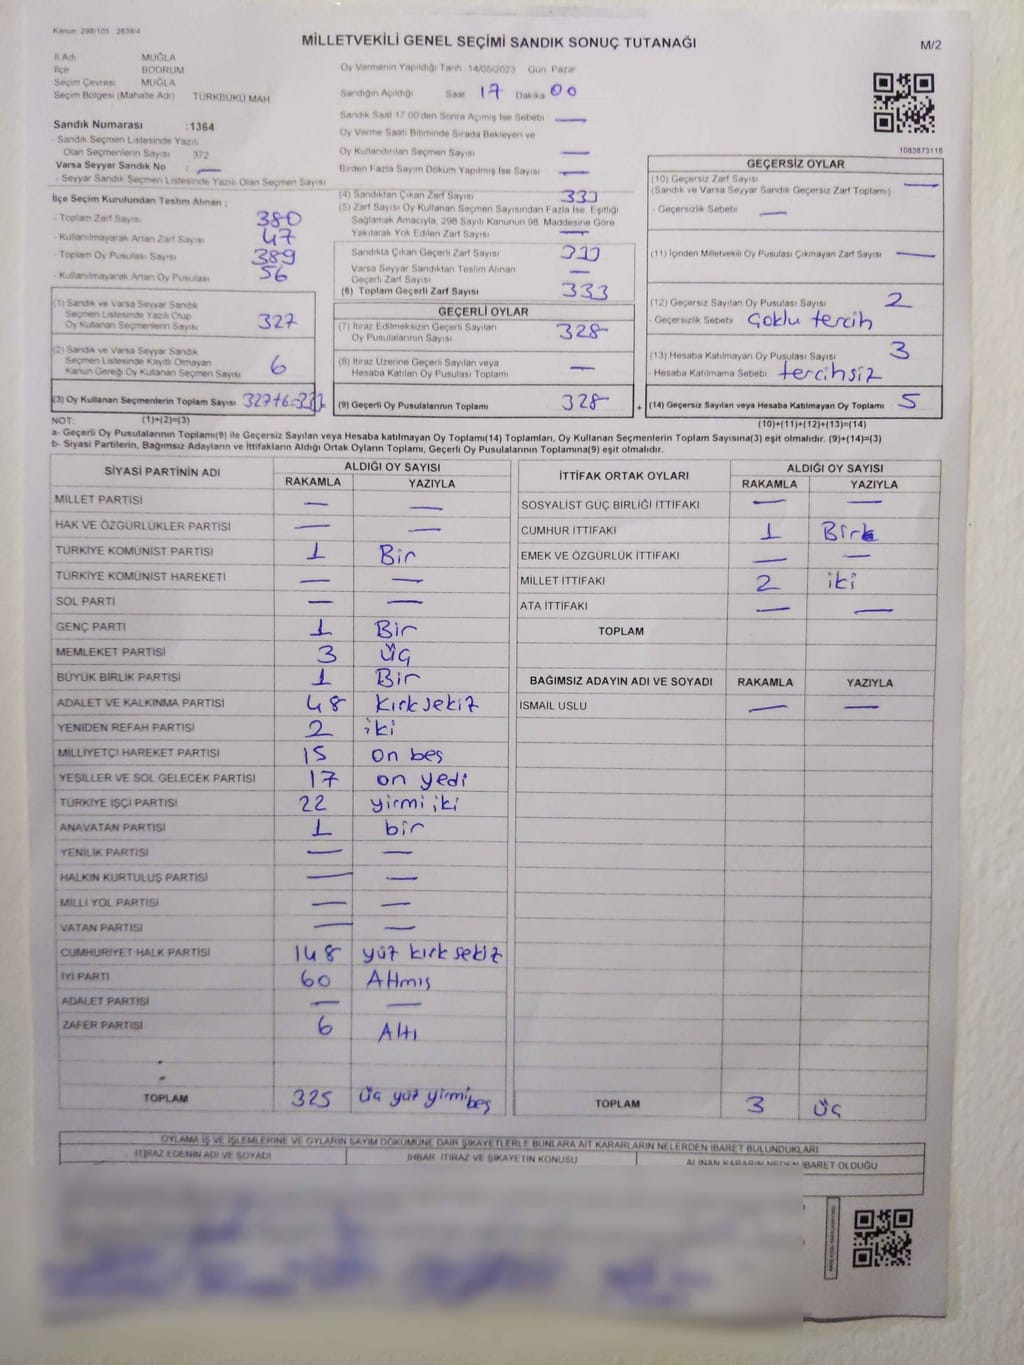 Kanun 298/101 2839/4
MİLLETVEKİLİ GENEL SEÇİMİ SANDIK SONUÇ TUTANAĞI
M/2
İl Adı MUĞLA
İlçe BODRUM
Seçim Çevresi MUĞLA
Seçim Bölgesi (Mahalle Adı) TÜRKBÜKÜ MAH
Sandık Numarası : 1364
- Sandık Seçmen Listesinde Yazılı
Olan Seçmenlerin Sayısı 372
Varsa Seyyar Sandık No : —
- Seyyar Sandık Seçmen Listesinde Yazılı Olan Seçmen Sayısı
İlçe Seçim Kurulundan Teslim Alınan :
- Toplam Zarf Sayısı 380
- Kullanılmayarak Artan Zarf Sayısı 47
- Toplam Oy Pusulası Sayısı 389
- Kullanılmayarak Artan Oy Pusulası 56
(1) Sandık ve Varsa Seyyar Sandık
Seçmen Listesinde Yazılı Olup
Oy Kullanan Seçmenlerin Sayısı 327
(2) Sandık ve Varsa Seyyar Sandık
Seçmen Listesinde Kayıtlı Olmayan
Kanun Gereği Oy Kullanan Seçmen Sayısı 6
(3) Oy Kullanan Seçmenlerin Toplam Sayısı 327+6=333
(1)+(2)=(3)
Oy Vermenin Yapıldığı Tarih 14/05/2023 Gün Pazar
Sandığın Açıldığı Saat 17 Dakika 00
Sandık Saat 17.00'den Sonra Açılmış İse Sebebi —
Oy Verme Saati Bitiminde Sırada Bekleyen ve
Oy Kullandırılan Seçmen Sayısı —
Birden Fazla Sayım Döküm Yapılmış İse Sayısı —
(4) Sandıktan Çıkan Zarf Sayısı 333
(5) Zarf Sayısı Oy Kullanan Seçmen Sayısından Fazla İse, Eşitliği
Sağlamak Amacıyla, 298 Sayılı Kanunun 98. Maddesine Göre
Yakılarak Yok Edilen Zarf Sayısı —
Sandıkta Çıkan Geçerli Zarf Sayısı 333
Varsa Seyyar Sandıktan Teslim Alınan
Geçerli Zarf Sayısı —
(6) Toplam Geçerli Zarf Sayısı 333
GEÇERLİ OYLAR
(7) İtiraz Edilmeksizin Geçerli Sayılan
Oy Pusulalarının Sayısı 328
(8) İtiraz Üzerine Geçerli Sayılan veya
Hesaba Katılan Oy Pusulası Toplamı —
(9) Geçerli Oy Pusulalarının Toplamı 328 +
1083873118
GEÇERSİZ OYLAR
(10) Geçersiz Zarf Sayısı —
(Sandık ve Varsa Seyyar Sandık Geçersiz Zarf Toplamı)
- Geçersizlik Sebebi —
(11) İçinden Milletvekili Oy Pusulası Çıkmayan Zarf Sayısı —
(12) Geçersiz Sayılan Oy Pusulası Sayısı 2
- Geçersizlik Sebebi Çoklu tercih
(13) Hesaba Katılmayan Oy Pusulası Sayısı 3
- Hesaba Katılmama Sebebi tercihsiz
(14) Geçersiz Sayılan veya Hesaba Katılmayan Oy Toplamı 5
(10)+(11)+(12)+(13)=(14)
NOT:
a- Geçerli Oy Pusulalarının Toplamı(9) ile Geçersiz Sayılan veya Hesaba katılmayan Oy Toplamı(14) Toplamları, Oy Kullanan Seçmenlerin Toplam Sayısına(3) eşit olmalıdır. (9)+(14)=(3)
b- Siyasi Partilerin, Bağımsız Adayların ve İttifakların Aldığı Ortak Oyların Toplamı, Geçerli Oy Pusulalarının Toplamına(9) eşit olmalıdır.
SİYASİ PARTİNİN ADI ALDIĞI OY SAYISI
RAKAMLA YAZIYLA
MİLLET PARTİSİ — —
HAK VE ÖZGÜRLÜKLER PARTİSİ — —
TÜRKİYE KOMÜNİST PARTİSİ 1 Bir
TÜRKİYE KOMÜNİST HAREKETİ — —
SOL PARTİ — —
GENÇ PARTİ 1 Bir
MEMLEKET PARTİSİ 3 üç
BÜYÜK BİRLİK PARTİSİ 1 Bir
ADALET VE KALKINMA PARTİSİ 48 kırk sekiz
YENİDEN REFAH PARTİSİ 2 iki
MİLLİYETÇİ HAREKET PARTİSİ 15 on beş
YEŞİLLER VE SOL GELECEK PARTİSİ 17 on yedi
TÜRKİYE İŞÇİ PARTİSİ 22 yirmi iki
ANAVATAN PARTİSİ 1 bir
YENİLİK PARTİSİ — —
HALKIN KURTULUŞ PARTİSİ — —
MİLLİ YOL PARTİSİ — —
VATAN PARTİSİ — —
CUMHURİYET HALK PARTİSİ 148 yüz kırk sekiz
İYİ PARTİ 60 Altmış
ADALET PARTİSİ — —
ZAFER PARTİSİ 6 Altı
TOPLAM 325 üç yüz yirmi beş
İTTİFAK ORTAK OYLARI ALDIĞI OY SAYISI
RAKAMLA YAZIYLA
SOSYALİST GÜÇ BİRLİĞİ İTTİFAKI — —
CUMHUR İTTİFAKI 1 Bir
EMEK VE ÖZGÜRLÜK İTTİFAKI — —
MİLLET İTTİFAKI 2 iki
ATA İTTİFAKI — —
TOPLAM
BAĞIMSIZ ADAYIN ADI VE SOYADI RAKAMLA YAZIYLA
İSMAİL USLU — —
TOPLAM 3 üç
OYLAMA İŞ VE İŞLEMLERİNE VE OYLARIN SAYIM DÖKÜMÜNE DAİR ŞİKAYETLERLE BUNLARA AİT KARARLARIN NELERDEN İBARET BULUNDUKLARI
İTİRAZ EDENİN ADI VE SOYADI İHBAR, İTİRAZ VE ŞİKAYETİN KONUSU ALINAN KARARIN NEDEN İBARET OLDUĞU